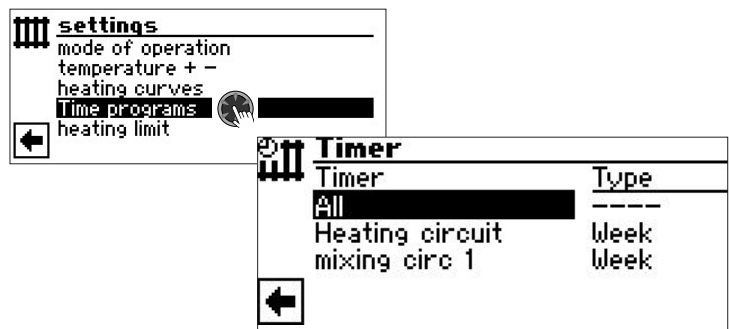 settings
mode of operation
temperature + −
heating curves
Time programs
heating limit
Timer
Timer Type
All ----
Heating circuit Week
mixing circ 1 Week